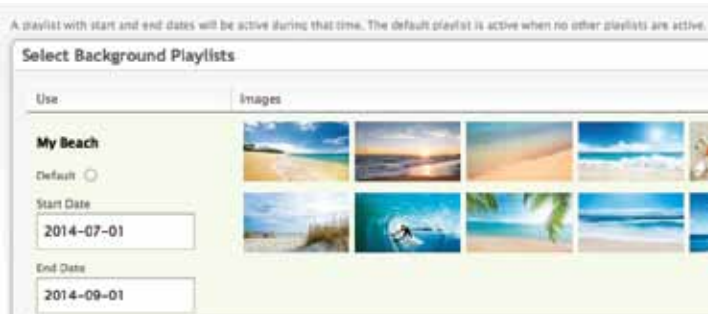 A playlist with start and end dates will be active during that time. The default playlist is active when no other playlists are active.
Select Background Playlists
Use
Images
My Beach
Default
Start Date
2014-07-01
End Date
2014-09-01